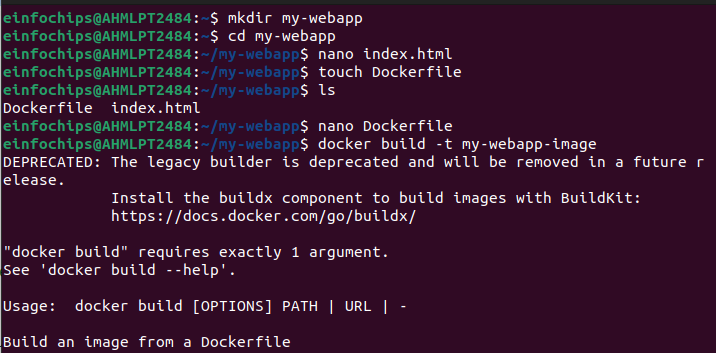 einfochips@AHMLPT2484:~$ mkdir my-webapp
einfochips@AHMLPT2484:~$ cd my-webapp
einfochips@AHMLPT2484:~/my-webapp$ nano index.html
einfochips@AHMLPT2484:~/my-webapp$ touch Dockerfile
einfochips@AHMLPT2484:~/my-webapp$ ls
Dockerfile  index.html
einfochips@AHMLPT2484:~/my-webapp$ nano Dockerfile
einfochips@AHMLPT2484:~/my-webapp$ docker build -t my-webapp-image
DEPRECATED: The legacy builder is deprecated and will be removed in a future r
elease.
            Install the buildx component to build images with BuildKit:
            https://docs.docker.com/go/buildx/

"docker build" requires exactly 1 argument.
See 'docker build --help'.

Usage:  docker build [OPTIONS] PATH | URL | -

Build an image from a Dockerfile